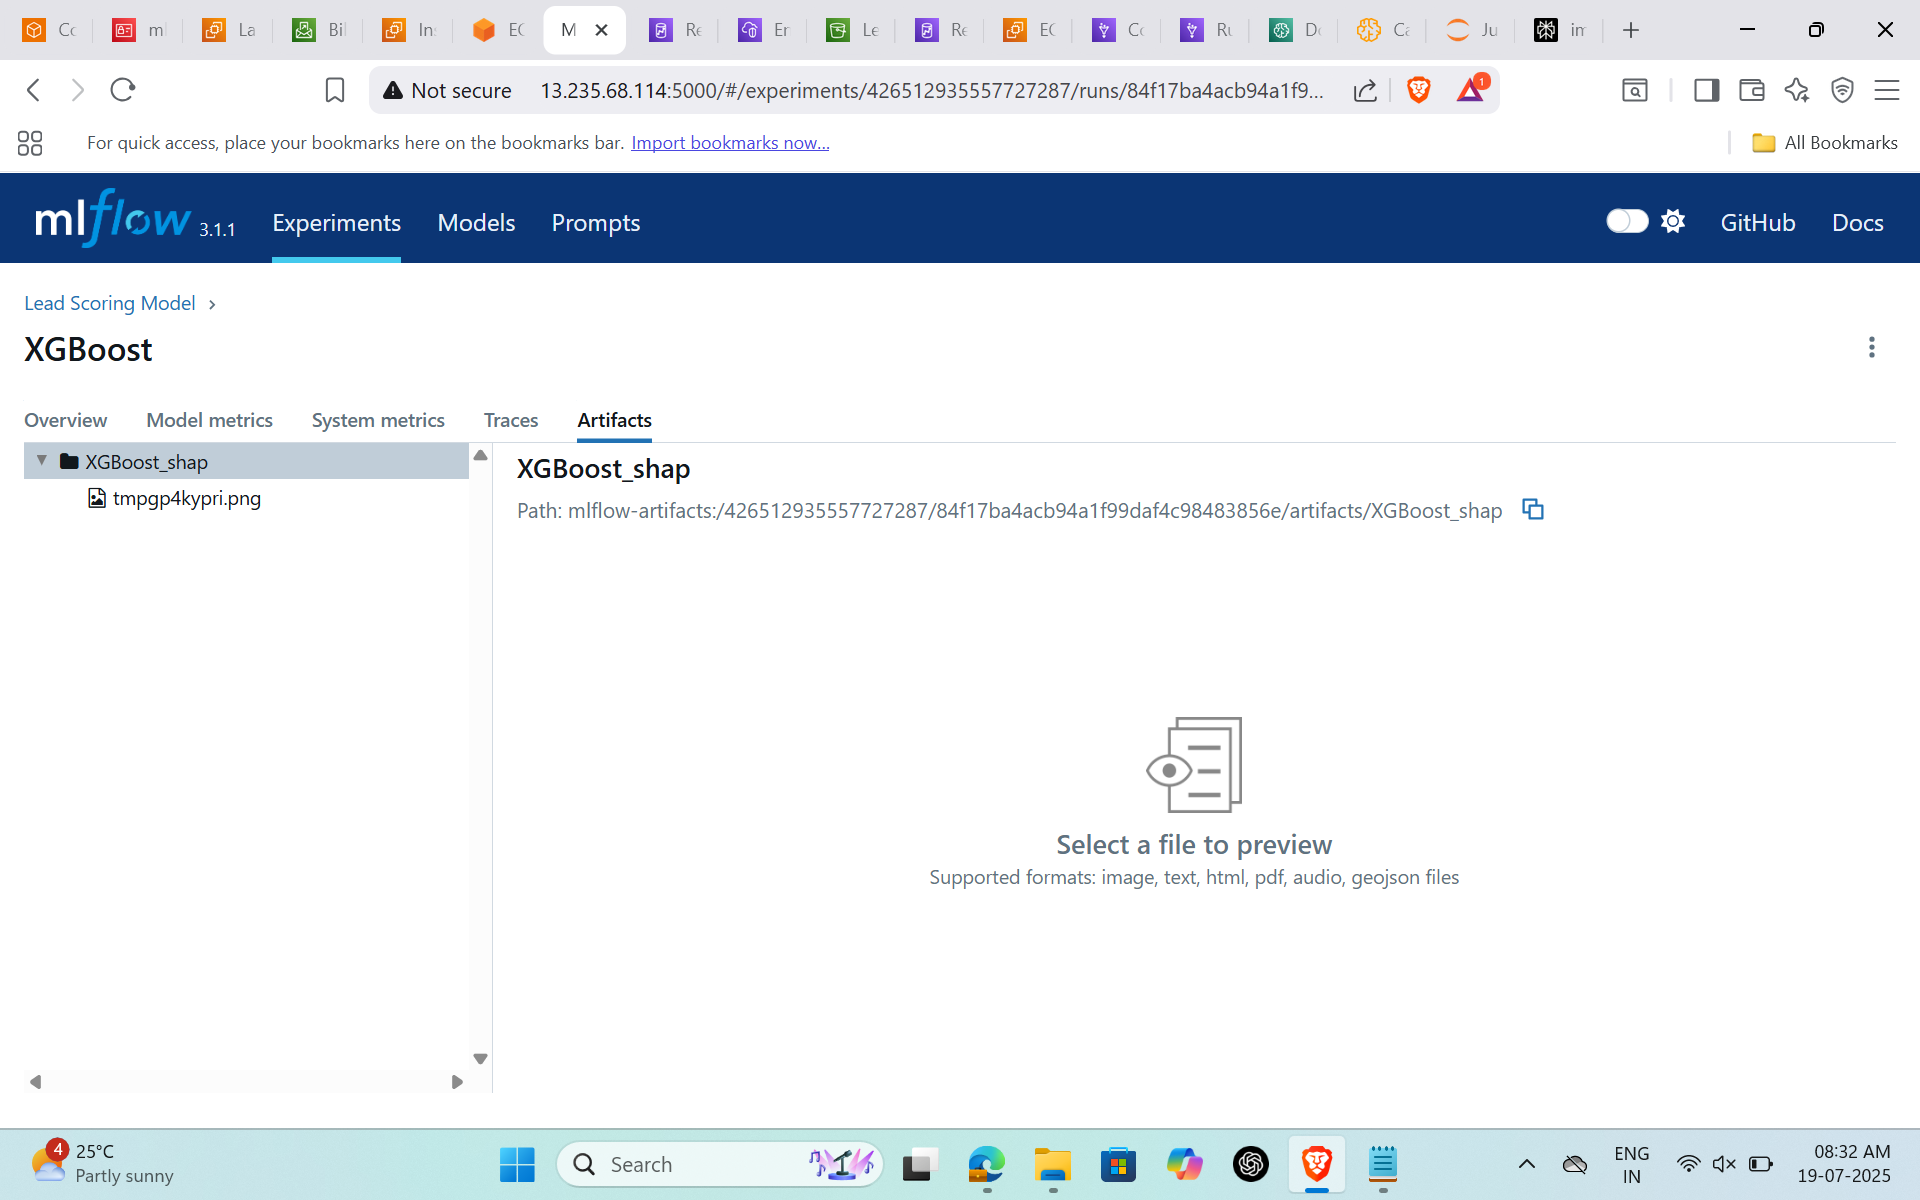 Cc
m
La
Bil
In
EC
M
Re
Er
Le
Re
EC
Cc
Ru
Dc
Ca
Ju
im
Not secure 13.235.68.114:5000/#/experiments/426512935557727287/runs/84f17ba4acb94a1f9...
1
For quick access, place your bookmarks here on the bookmarks bar. Import bookmarks now...
All Bookmarks
mlflow 3.1.1 Experiments Models Prompts GitHub Docs
Lead Scoring Model
XGBoost
Overview Model metrics System metrics Traces Artifacts
XGBoost_shap
tmpgp4kypri.png
XGBoost_shap
Path: mlflow-artifacts:/426512935557727287/84f17ba4acb94a1f99daf4c98483856e/artifacts/XGBoost_shap
Select a file to preview
Supported formats: image, text, html, pdf, audio, geojson files
4
25°C
Partly sunny
Search
ENG
IN
08:32 AM
19-07-2025